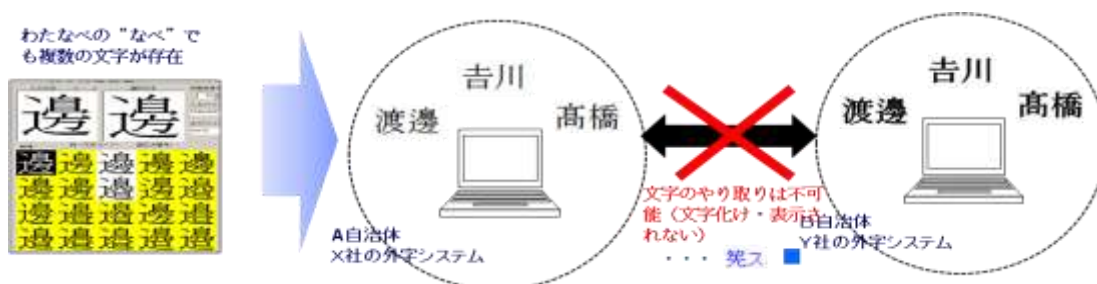 わたなべの“なべ”で
も複数の文字が存在
邊 邊
𠮷川
渡邊
髙橋
A自治体
X社の外字システム
文字のやり取りは不可
能（文字化け・表示さ
れない）
・・・
■
𠮷川
渡邊
髙橋
B自治体
Y社の外字システム